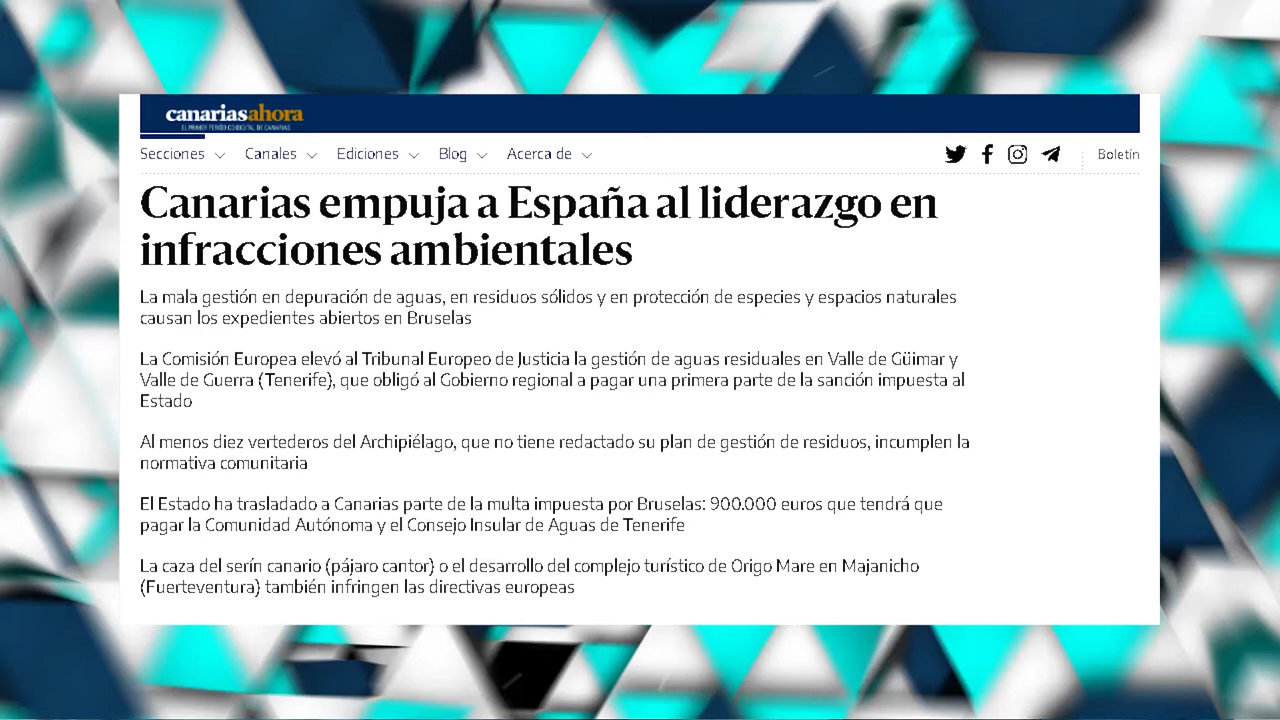 canariasahora
EL PRIMER PERIÓDICO DIGITAL DE CANARIAS
Secciones Canales Ediciones Blog Acerca de Boletín
Canarias empuja a España al liderazgo en
infracciones ambientales
La mala gestión en depuración de aguas, en residuos sólidos y en protección de especies y espacios naturales
causan los expedientes abiertos en Bruselas
La Comisión Europea elevó al Tribunal Europeo de Justicia la gestión de aguas residuales en Valle de Güimar y
Valle de Guerra (Tenerife), que obligó al Gobierno regional a pagar una primera parte de la sanción impuesta al
Estado
Al menos diez vertederos del Archipiélago, que no tiene redactado su plan de gestión de residuos, incumplen la
normativa comunitaria
El Estado ha trasladado a Canarias parte de la multa impuesta por Bruselas: 900.000 euros que tendrá que
pagar la Comunidad Autónoma y el Consejo Insular de Aguas de Tenerife
La caza del serín canario (pájaro cantor) o el desarrollo del complejo turístico de Origo Mare en Majanicho
(Fuerteventura) también infringen las directivas europeas